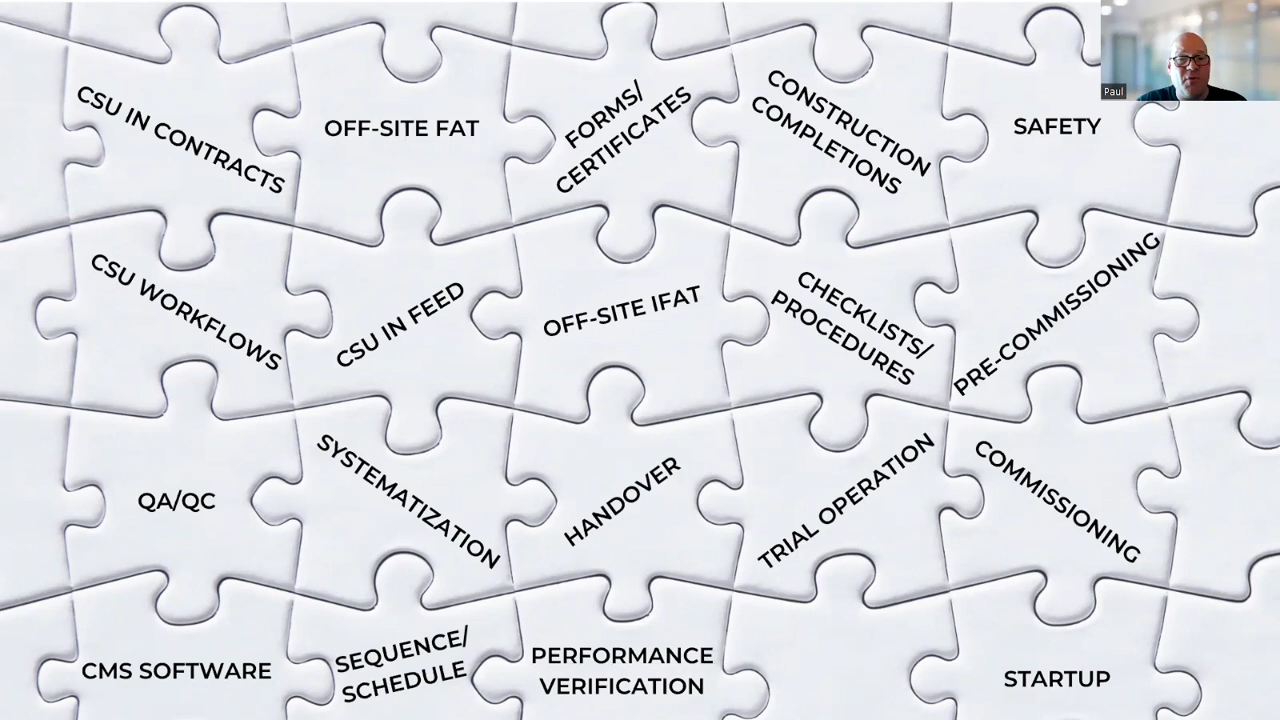 CSU IN CONTRACTS
OFF-SITE FAT
FORMS/
CERTIFICATES
CONSTRUCTION
COMPLETIONS
SAFETY
Paul
CSU WORKFLOWS
CSU IN FEED
OFF-SITE IFAT
CHECKLISTS/
PROCEDURES
PRE-COMMISSIONING
QA/QC
SYSTEMATIZATION
HANDOVER
TRIAL OPERATION
COMMISSIONING
CMS SOFTWARE
SEQUENCE/
SCHEDULE
PERFORMANCE
VERIFICATION
STARTUP